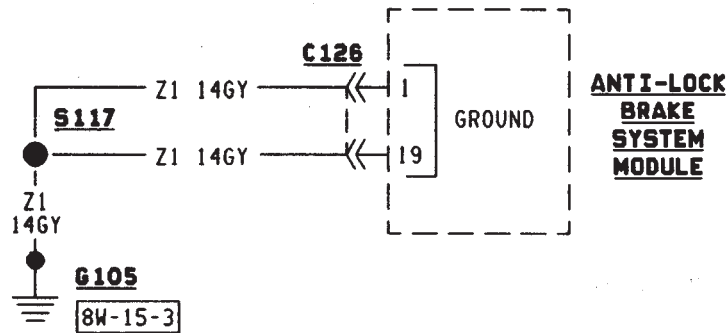 C126
Z1 14GY
1
ANTI-LOCK
BRAKE
SYSTEM
MODULE
S117
GROUND
Z1 14GY
19
Z1
14GY
G105
8W-15-3